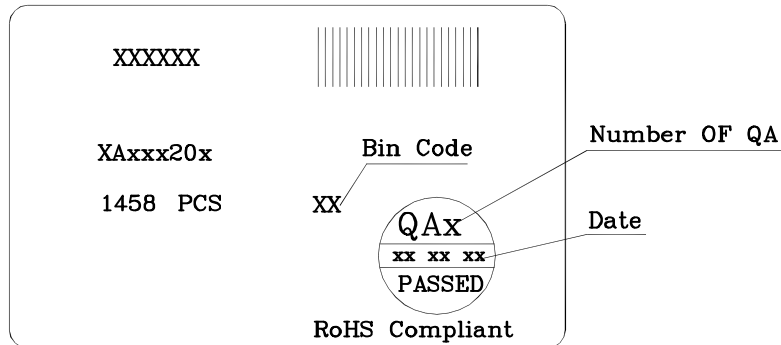 XXXXXX
XAxxx20x
Bin Code
Number OF QA
1458 PCS
XX
QAx
Date
xx xx xx
PASSED
RoHS Compliant